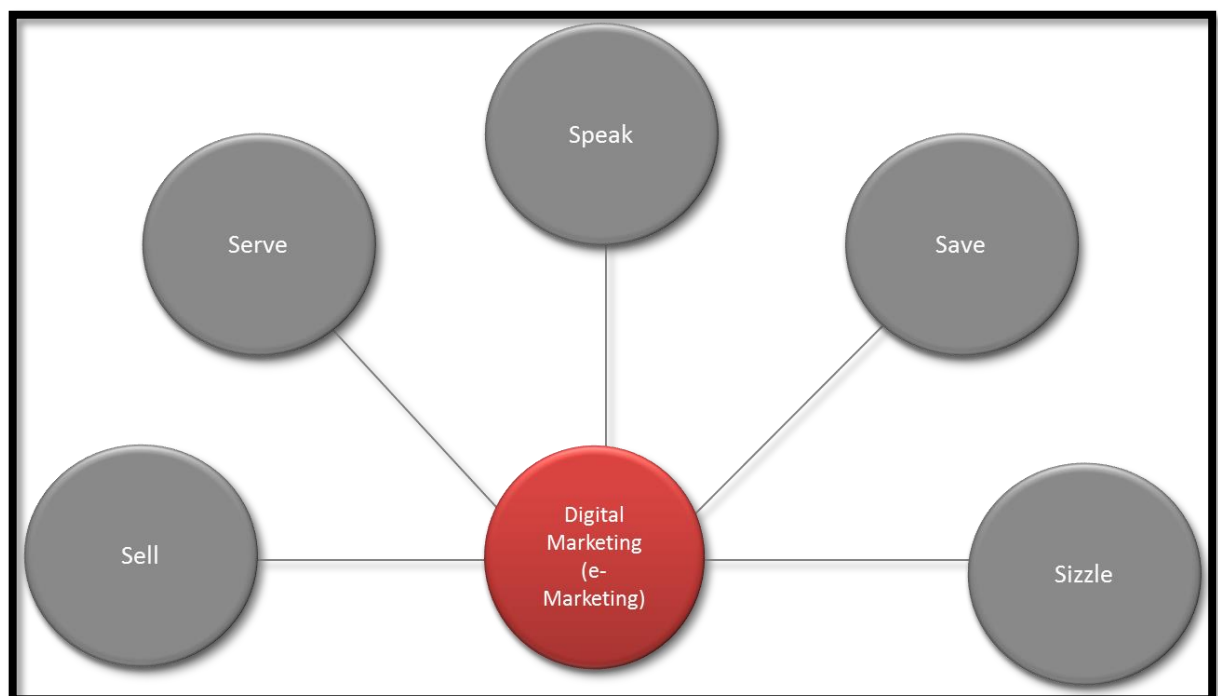 Speak
Serve
Save
Digital
Marketing
(e-
Marketing)
Sell
Sizzle